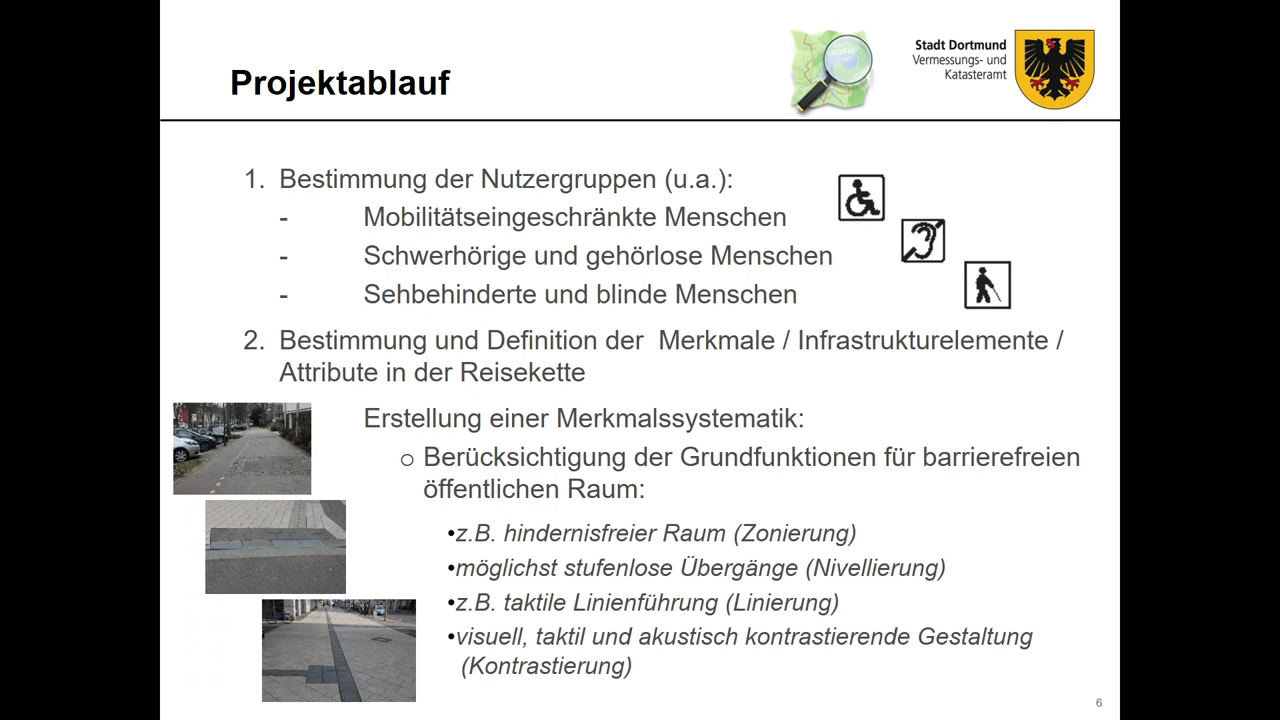 Projektablauf
Stadt Dortmund
Vermessungs- und
Katasteramt
1. Bestimmung der Nutzergruppen (u.a.):
- Mobilitätseingeschränkte Menschen
- Schwerhörige und gehörlose Menschen
- Sehbehinderte und blinde Menschen
2. Bestimmung und Definition der Merkmale / Infrastrukturelemente /
Attribute in der Reisekette
Erstellung einer Merkmalssystematik:
o Berücksichtigung der Grundfunktionen für barrierefreien
öffentlichen Raum:
•z.B. hindernisfreier Raum (Zonierung)
•möglichst stufenlose Übergänge (Nivellierung)
•z.B. taktile Linienführung (Linierung)
•visuell, taktil und akustisch kontrastierende Gestaltung
(Kontrastierung)
6